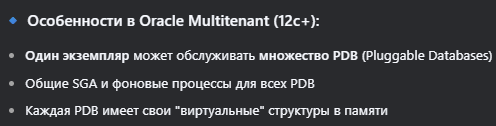 Особенности в Oracle Multitenant (12c+):
Один экземпляр может обслуживать множество PDB (Pluggable Databases)
Общие SGA и фоновые процессы для всех PDB
Каждая PDB имеет свои "виртуальные" структуры в памяти